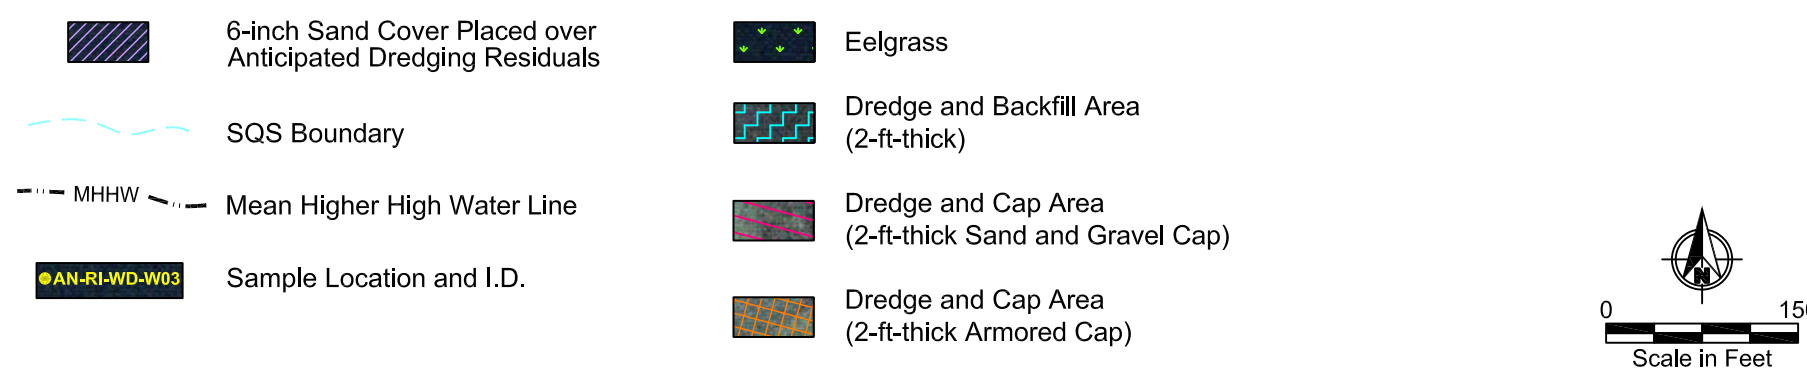 6-inch Sand Cover Placed over
Anticipated Dredging Residuals
SQS Boundary
MHHW
Mean Higher High Water Line
AN-RI-WD-W03
Sample Location and I.D.
Eelgrass
Dredge and Backfill Area
(2-ft-thick)
Dredge and Cap Area
(2-ft-thick Sand and Gravel Cap)
Dredge and Cap Area
(2-ft-thick Armored Cap)
N
0 150
Scale in Feet